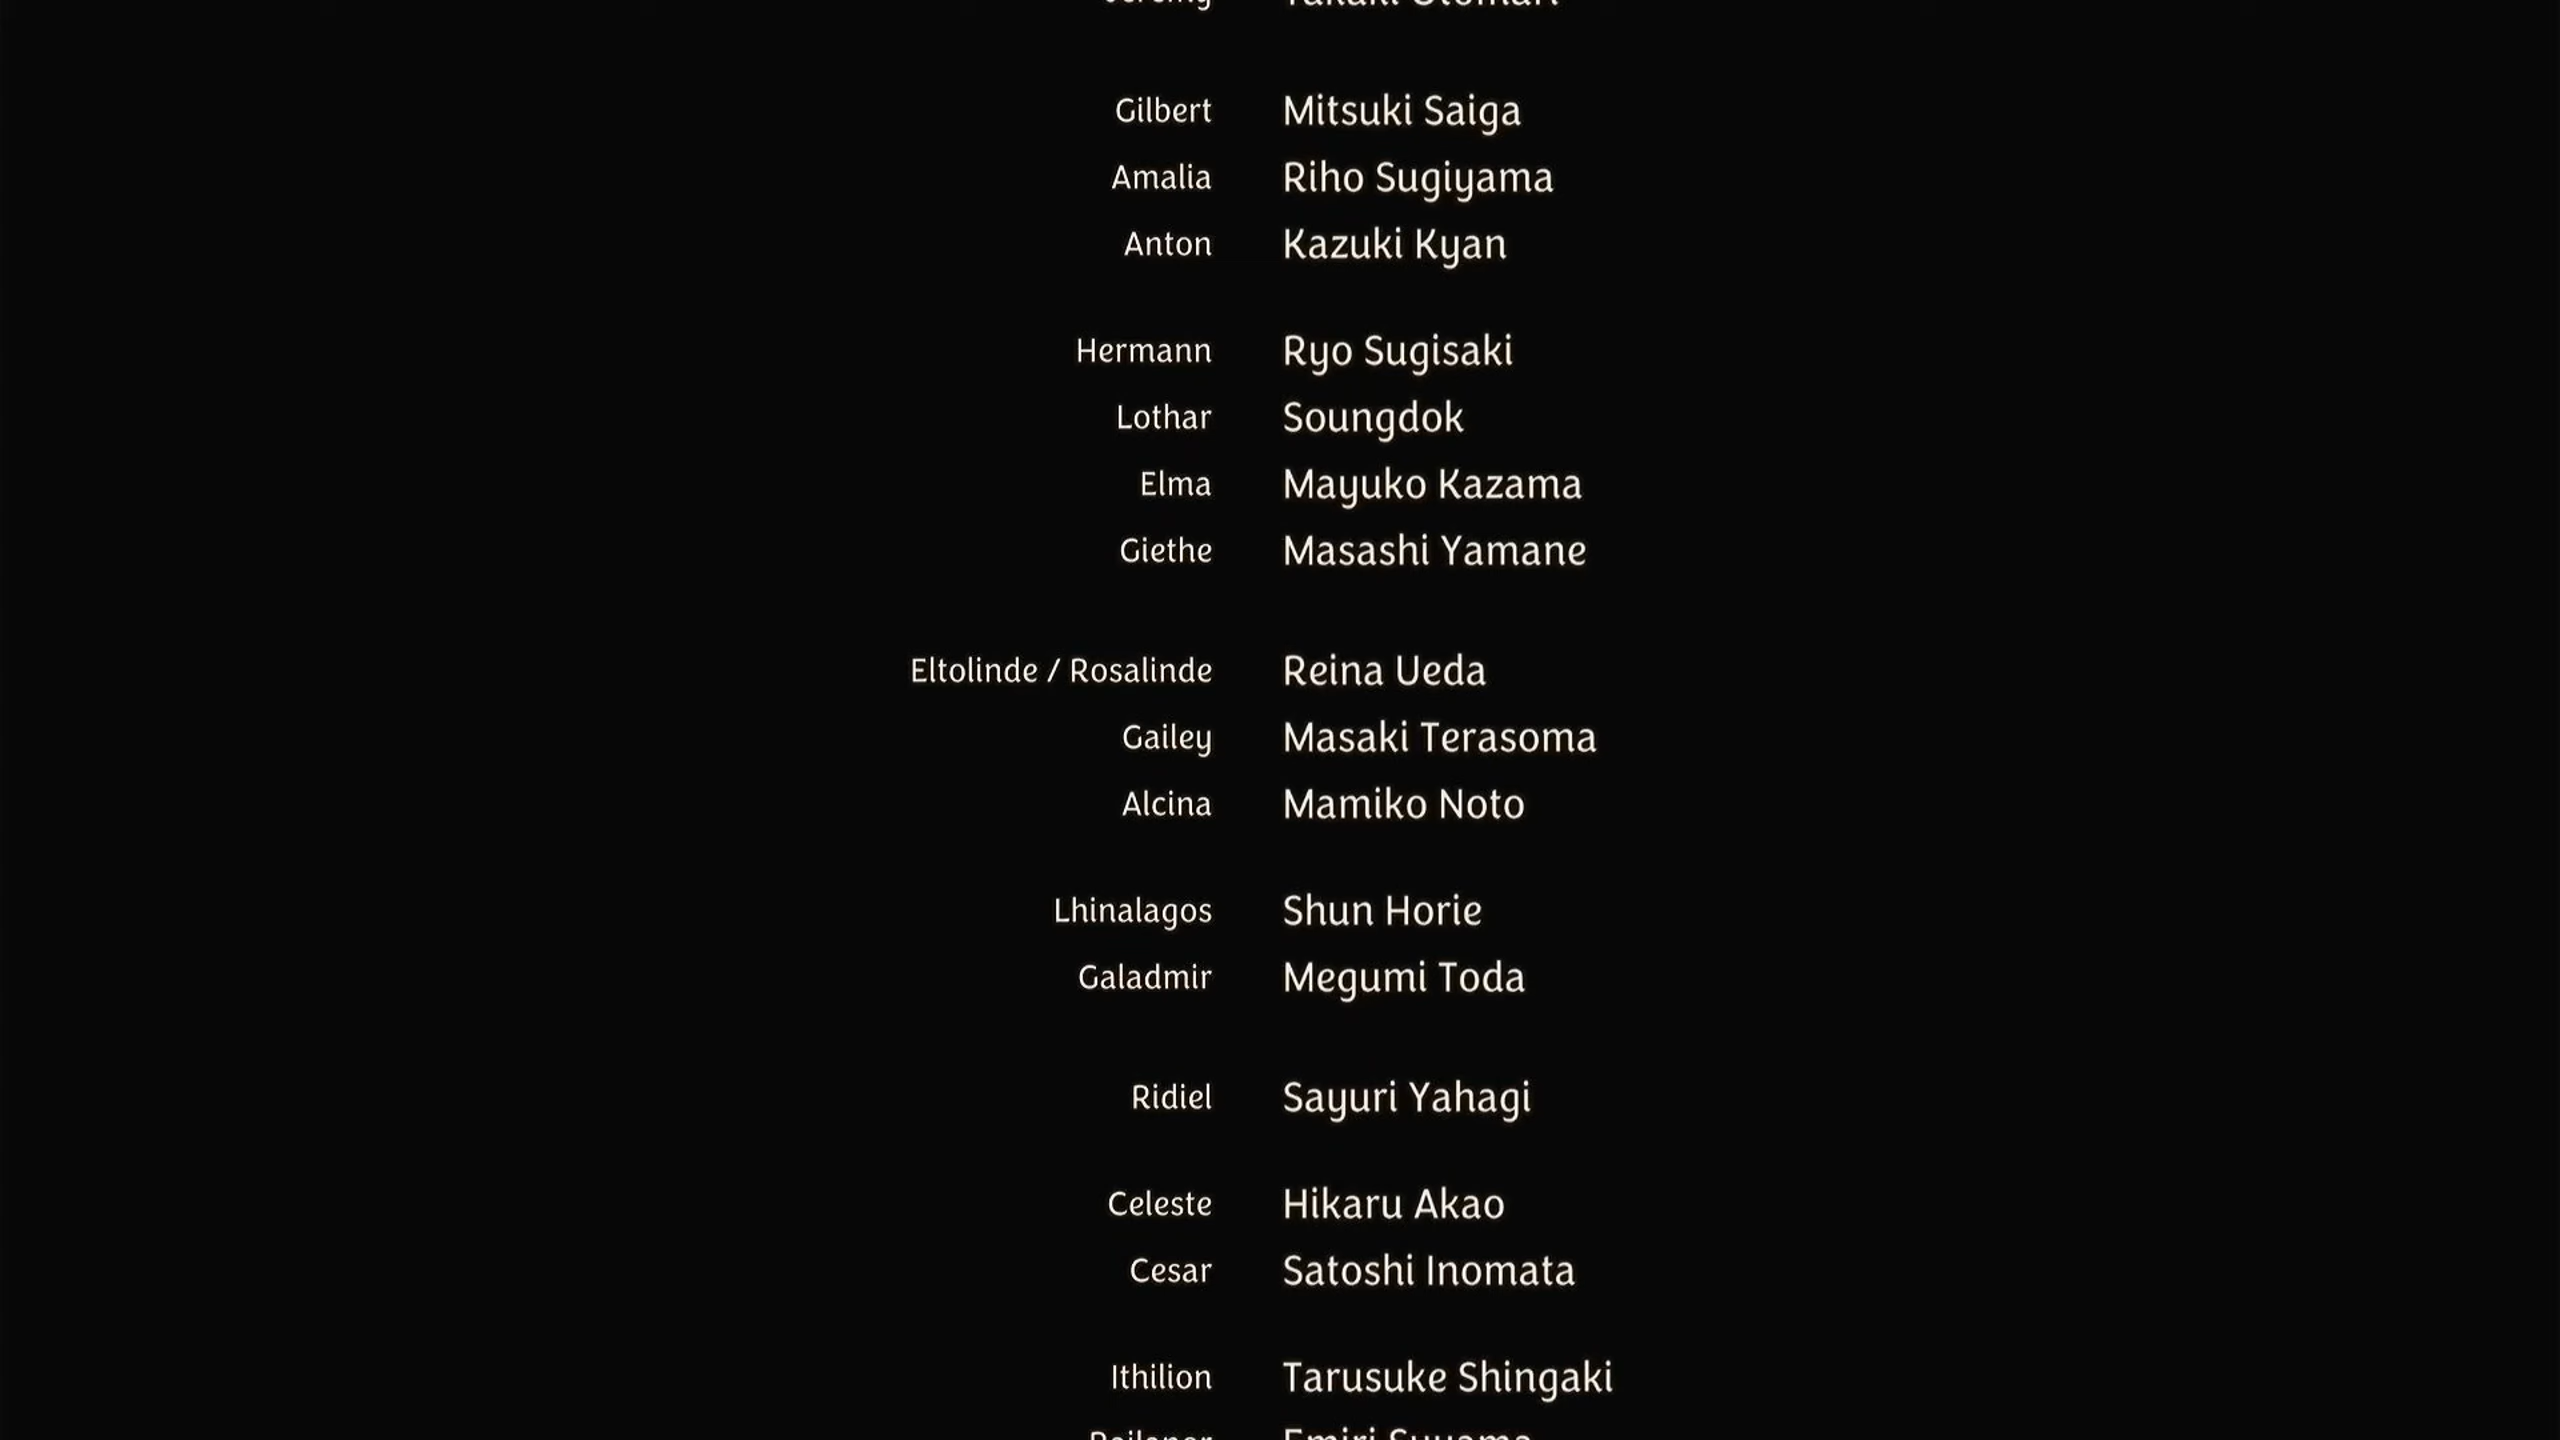 Gilbert Mitsuki Saiga
Amalia Riho Sugiyama
Anton Kazuki Kyan
Hermann Ryo Sugisaki
Lothar Soungdok
Elma Mayuko Kazama
Giethe Masashi Yamane
Eltolinde / Rosalinde Reina Ueda
Gailey Masaki Terasoma
Alcina Mamiko Noto
Lhinalagos Shun Horie
Galadmir Megumi Toda
Ridiel Sayuri Yahagi
Celeste Hikaru Akao
Cesar Satoshi Inomata
Ithilion Tarusuke Shingaki